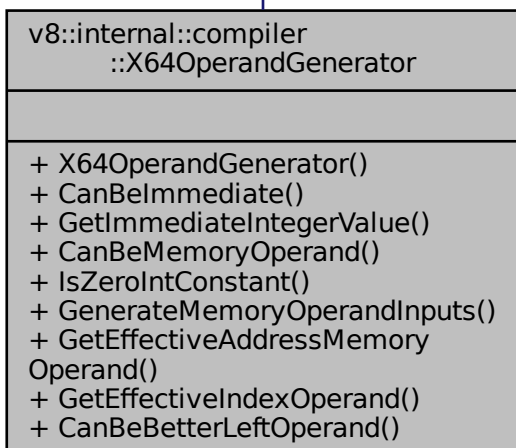 v8::internal::compiler
::X64OperandGenerator
+ X64OperandGenerator()
+ CanBeImmediate()
+ GetImmediateIntegerValue()
+ CanBeMemoryOperand()
+ IsZeroIntConstant()
+ GenerateMemoryOperandInputs()
+ GetEffectiveAddressMemory
Operand()
+ GetEffectiveIndexOperand()
+ CanBeBetterLeftOperand()